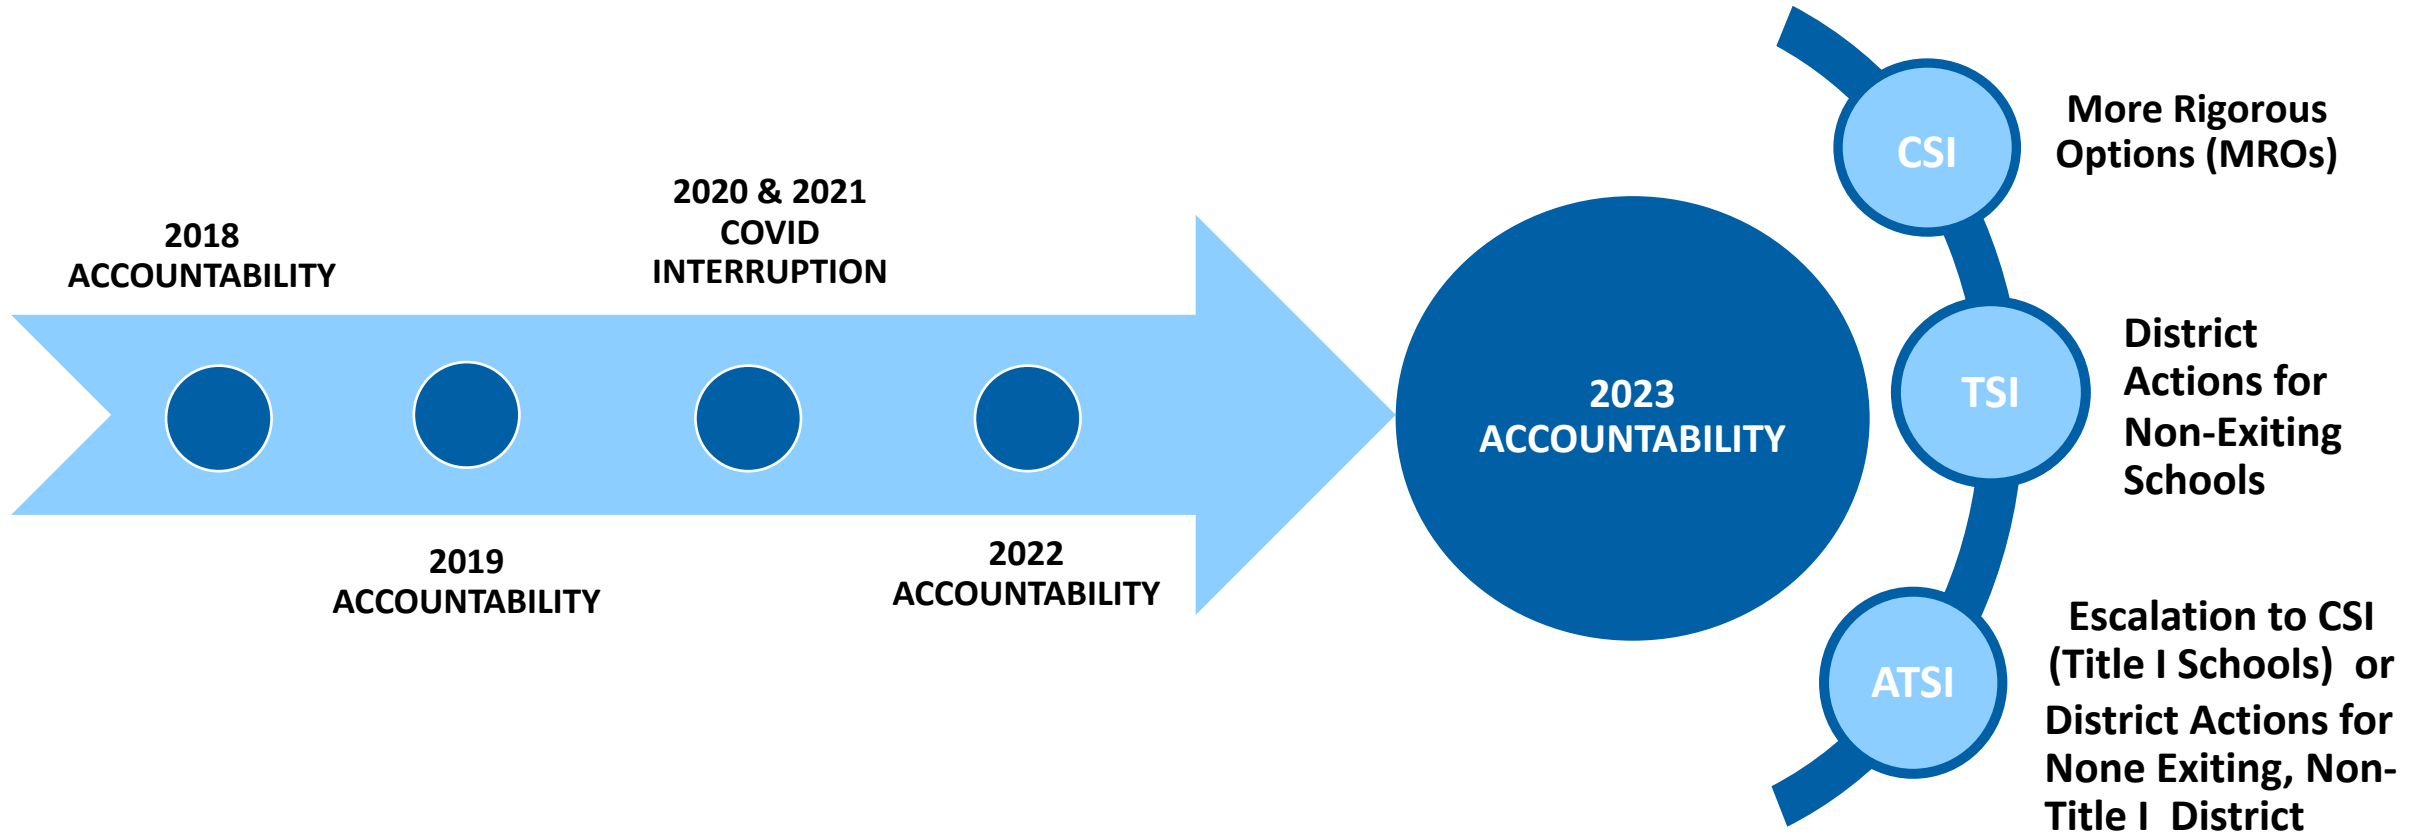 2018
ACCOUNTABILITY
2019
ACCOUNTABILITY
2020 & 2021
COVID
INTERRUPTION
2022
ACCOUNTABILITY
2023
ACCOUNTABILITY
CSI
More Rigorous
Options (MROs)
TSI
District
Actions for
Non-Exiting
Schools
ATSI
Escalation to CSI
(Title I Schools) or
District Actions for
None Exiting, Non-
Title I District